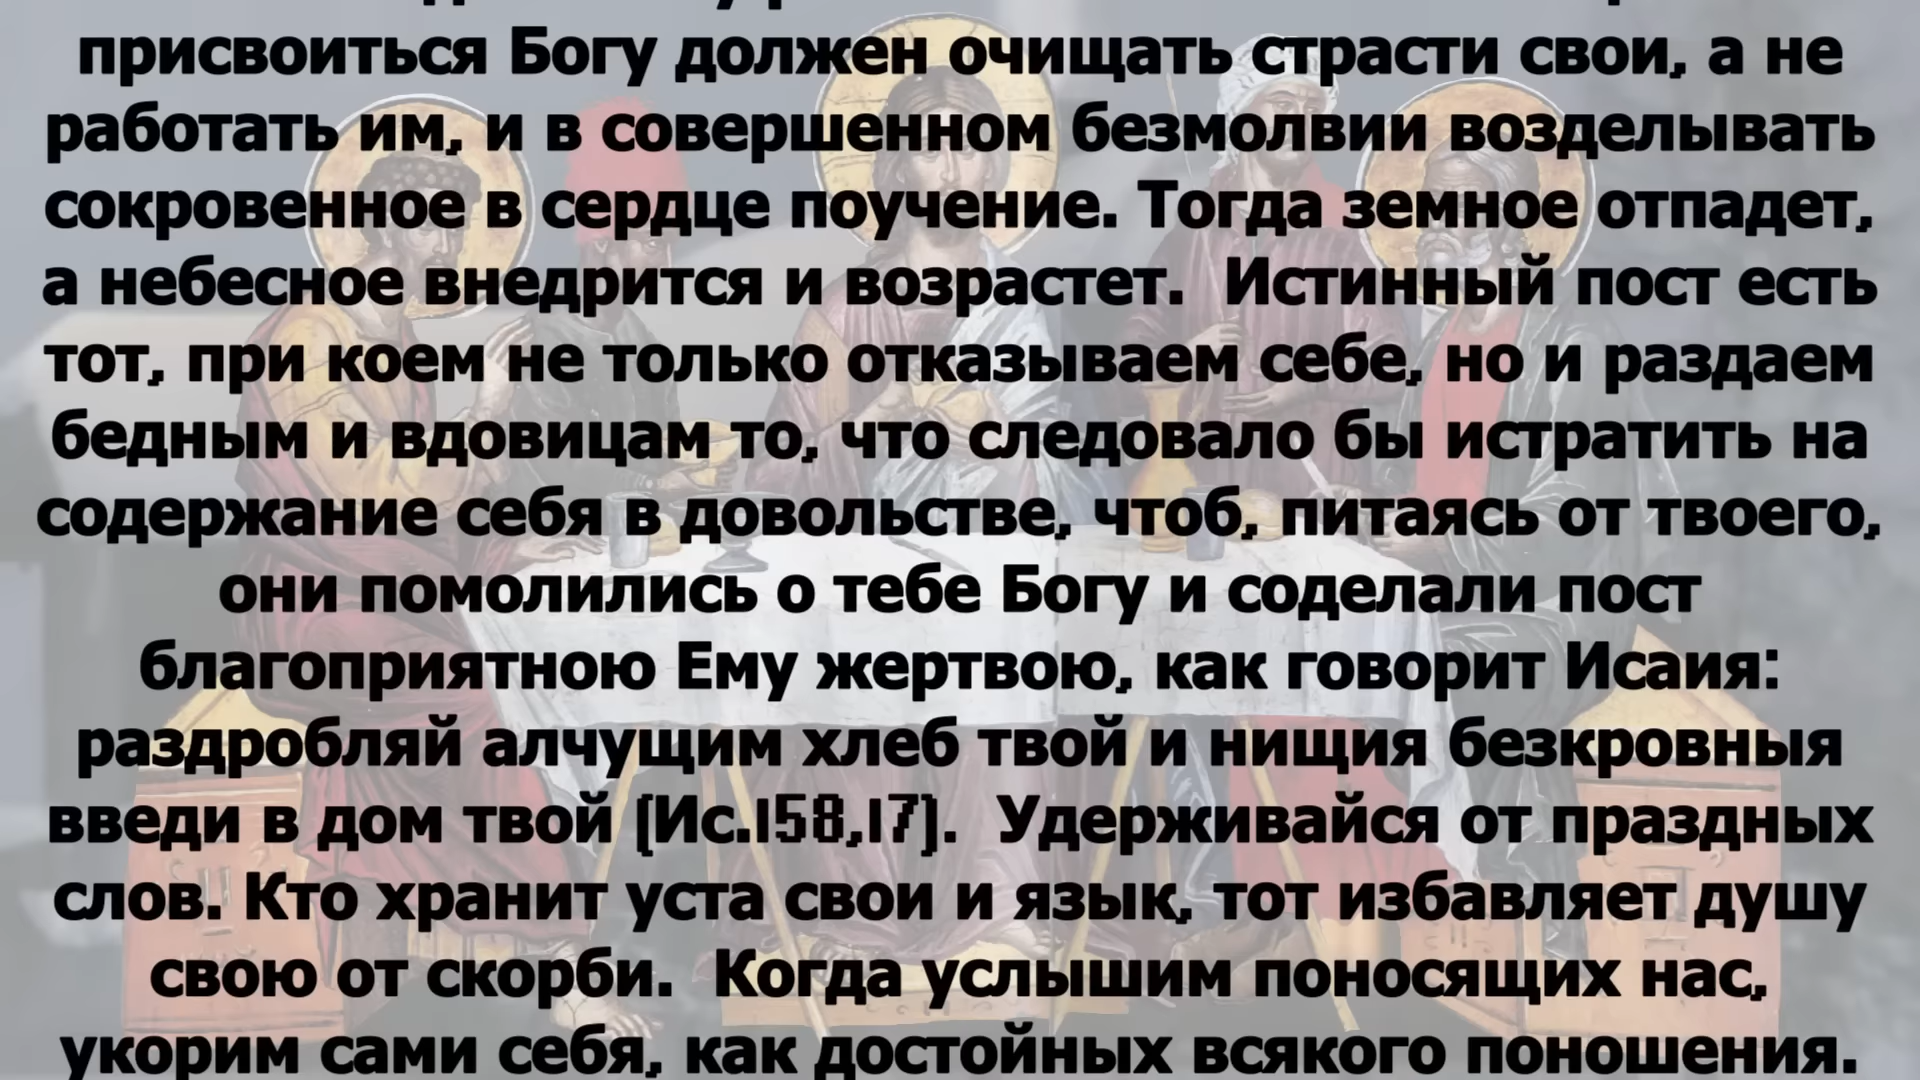 присвоиться Богу должен очищать страсти свои, а не
работать им, и в совершенном безмолвии возделывать
сокровенное в сердце поучение. Тогда земное отпадет,
а небесное внедрится и возрастет. Истинный пост есть
тот, при коем не только отказываем себе, но и раздаем
бедным и вдовицам то, что следовало бы истратить на
содержание себя в довольстве, чтоб, питаясь от твоего,
они помолились о тебе Богу и соделали пост
благоприятною Ему жертвою, как говорит Исаия:
раздробляй алчущим хлеб твой и нищия безкровныя
введи в дом твой (Ис.158,17). Удерживайся от праздных
слов. Кто хранит уста свои и язык, тот избавляет душу
свою от скорби. Когда услышим поносящих нас,
укорим сами себя, как достойных всякого поношения.